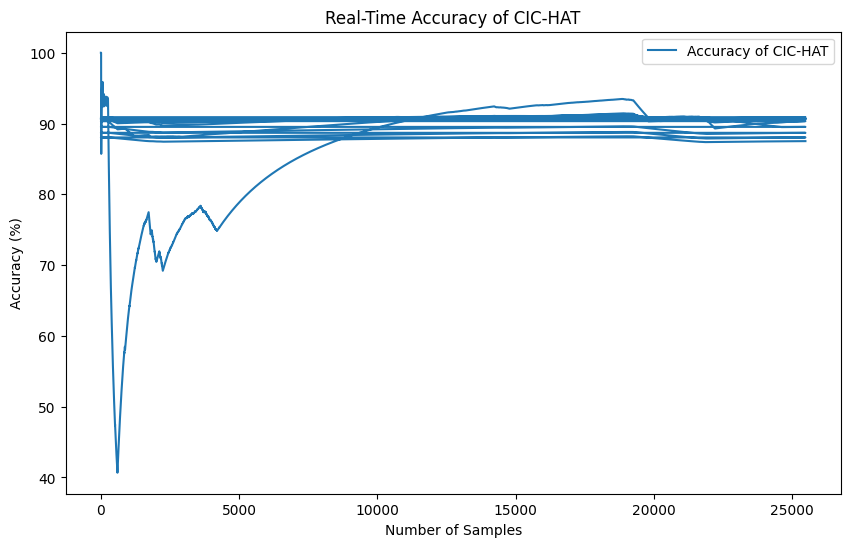 Real-Time Accuracy of CIC-HAT
Accuracy of CIC-HAT
Accuracy (%)
100
90
80
70
60
50
40
0 5000 10000 15000 20000 25000
Number of Samples